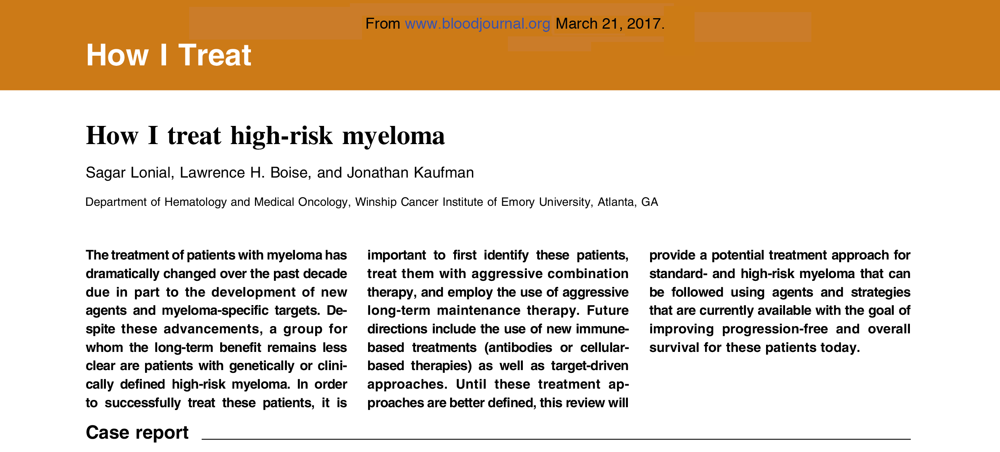 From www.bloodjournal.org March 21, 2017.
How I Treat
How I treat high-risk myeloma
Sagar Lonial, Lawrence H. Boise, and Jonathan Kaufman
Department of Hematology and Medical Oncology, Winship Cancer Institute of Emory University, Atlanta, GA
The treatment of patients with myeloma has
dramatically changed over the past decade
due in part to the development of new
agents and myeloma-specific targets. De-
spite these advancements, a group for
whom the long-term benefit remains less
clear are patients with genetically or clini-
cally defined high-risk myeloma. In order
to successfully treat these patients, it is
important to first identify these patients,
treat them with aggressive combination
therapy, and employ the use of aggressive
long-term maintenance therapy. Future
directions include the use of new immune-
based treatments (antibodies or cellular-
based therapies) as well as target-driven
approaches. Until these treatment ap-
proaches are better defined, this review will
provide a potential treatment approach for
standard- and high-risk myeloma that can
be followed using agents and strategies
that are currently available with the goal of
improving progression-free and overall
survival for these patients today.
Case report